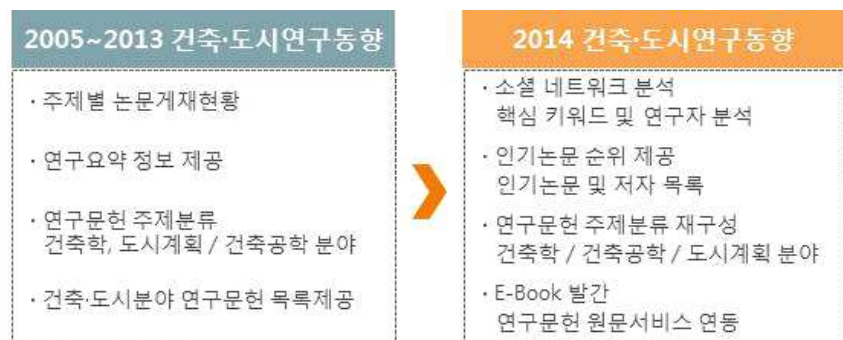 2005~2013 건축·도시연구동향
· 주제별 논문게재현황
· 연구요약 정보 제공
· 연구문헌 주제분류
건축학, 도시계획 / 건축공학 분야
· 건축·도시분야 연구문헌 목록제공
2014 건축·도시연구동향
· 소셜 네트워크 분석
핵심 키워드 및 연구자 분석
· 인기논문 순위 제공
인기논문 및 저자 목록
· 연구문헌 주제분류 재구성
건축학 / 건축공학 / 도시계획 분야
· E-Book 발간
연구문헌 원문서비스 연동